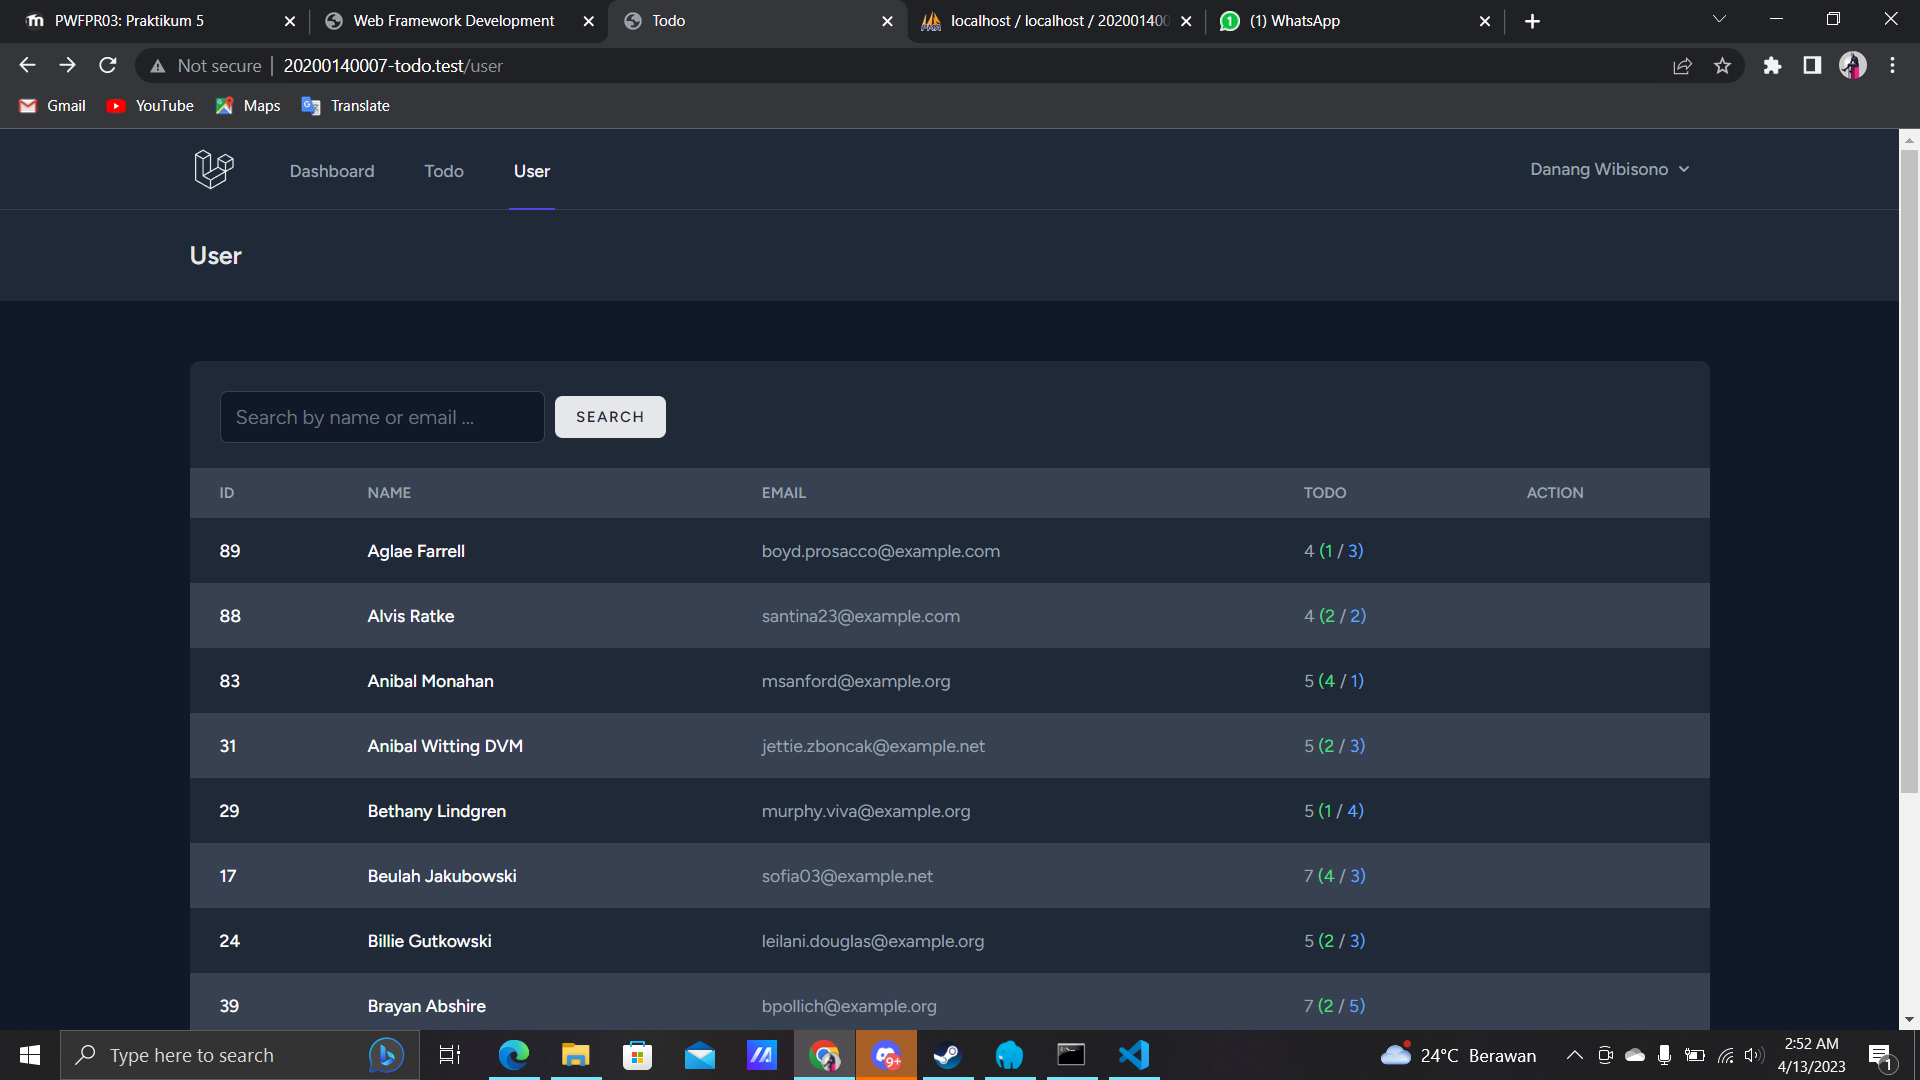 PWFPR03: Praktikum 5
Web Framework Development
Todo
localhost / localhost / 202001400
(1) WhatsApp
Not secure
20200140007-todo.test/user
Gmail
YouTube
Maps
Translate
Dashboard
Todo
User
Danang Wibisono
User
Search by name or email ...
SEARCH
ID NAME EMAIL TODO ACTION
89 Aglae Farrell boyd.prosacco@example.com 4 (1 / 3)
88 Alvis Ratke santina23@example.com 4 (2 / 2)
83 Anibal Monahan msanford@example.org 5 (4 / 1)
31 Anibal Witting DVM jettie.zboncak@example.net 5 (2 / 3)
29 Bethany Lindgren murphy.viva@example.org 5 (1 / 4)
17 Beulah Jakubowski sofia03@example.net 7 (4 / 3)
24 Billie Gutkowski leilani.douglas@example.org 5 (2 / 3)
39 Brayan Abshire bpollich@example.org 7 (2 / 5)
Type here to search
9+
24°C Berawan
2:52 AM
4/13/2023
1